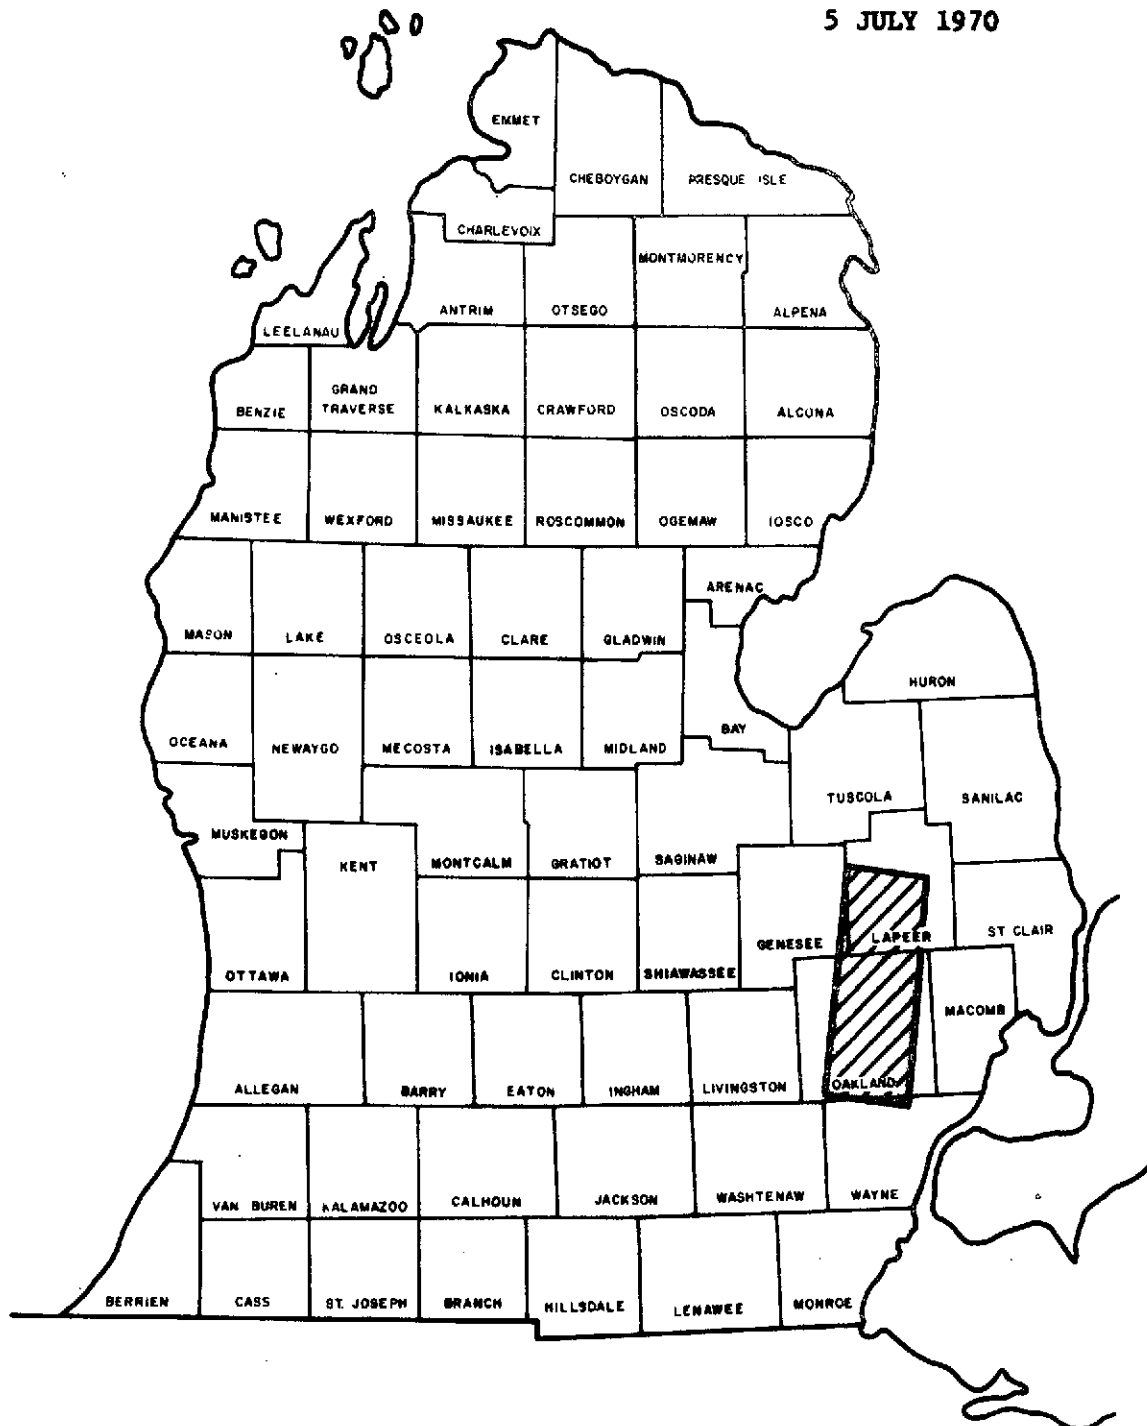 5 JULY 1970
EMMET
CHEBOYGAN
PRESQUE ISLE
CHARLEVOIX
MONTMORENCY
ANTRIM
OTSEGO
ALPENA
LEELANAU
GRAND
TRAVERSE
BENZIE
KALKASKA
CRAWFORD
OSCODA
ALCONA
MANISTEE
WEXFORD
MISSAUKEE
ROSCOMMON
OGEMAW
IOSCO
ARENAC
MASON
LAKE
OSCEOLA
CLARE
GLADWIN
HURON
OCEANA
NEWAYGO
MECOSTA
ISABELLA
MIDLAND
BAY
TUSCOLA
SANILAC
MUSKEGON
KENT
MONTCALM
GRATIOT
SAGINAW
GENESEE
LAPEER
ST CLAIR
OTTAWA
IONIA
CLINTON
SHIAWASSEE
MACOMB
ALLEGAN
BARRY
EATON
INGHAM
LIVINGSTON
OAKLAND
VAN BUREN
KALAMAZOO
CALHOUN
JACKSON
WASHTENAW
WAYNE
BERRIEN
CASS
ST. JOSEPH
BRANCH
HILLSDALE
LENAWEE
MONROE